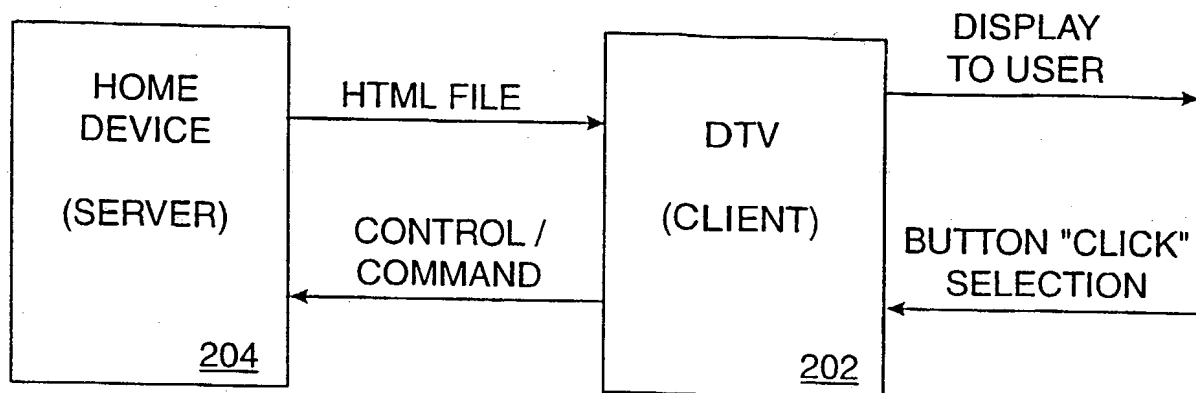 HOME
DEVICE
(SERVER)
204
HTML FILE
CONTROL /
COMMAND
DTV
(CLIENT)
202
DISPLAY
TO USER
BUTTON "CLICK"
SELECTION